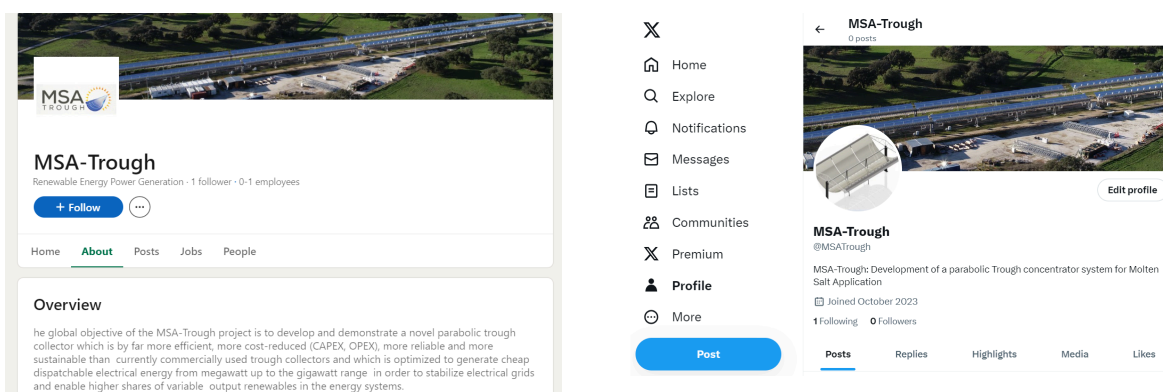 MSA
TROUGH
MSA-Trough
Renewable Energy Power Generation · 1 follower · 0-1 employees
+ Follow
Home About Posts Jobs People
Overview
he global objective of the MSA-Trough project is to develop and demonstrate a novel parabolic trough
collector which is by far more efficient, more cost-reduced (CAPEX, OPEX), more reliable and more
sustainable than currently commercially used trough collectors and which is optimized to generate cheap
dispatchable electrical energy from megawatt up to the gigawatt range in order to stabilize electrical grids
and enable higher shares of variable output renewables in the energy systems.
X
Home
Explore
Notifications
Messages
Lists
Communities
Premium
Profile
More
Post
MSA-Trough
0 posts
Edit profile
MSA-Trough
@MSATrough
MSA-Trough: Development of a parabolic Trough concentrator system for Molten
Salt Application
Joined October 2023
1 Following 0 Followers
Posts Replies Highlights Media Likes